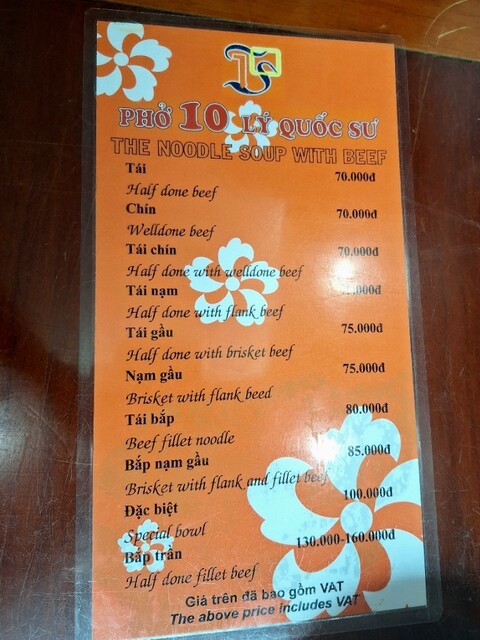 PHỞ 10 LÝ QUỐC SƯ
THE NOODLE SOUP WITH BEEF
Tái 70.000đ
Half done beef
Chín 70.000đ
Welldone beef
Tái chín 70.000đ
Half done with welldone beef
Tái nạm
Half done with flank beef
Tái gầu 75.000đ
Half done with brisket beef
Nạm gầu 75.000đ
Brisket with flank beed
Tái bắp 80.000đ
Beef fillet noodle
Bắp nạm gầu 85.000đ
Brisket with flank and fillet beef
Đặc biệt 100.000đ
Special bowl
Bắp trần 130.000-160.000đ
Half done fillet beef
Giá trên đã bao gồm VAT
The above price includes VAT